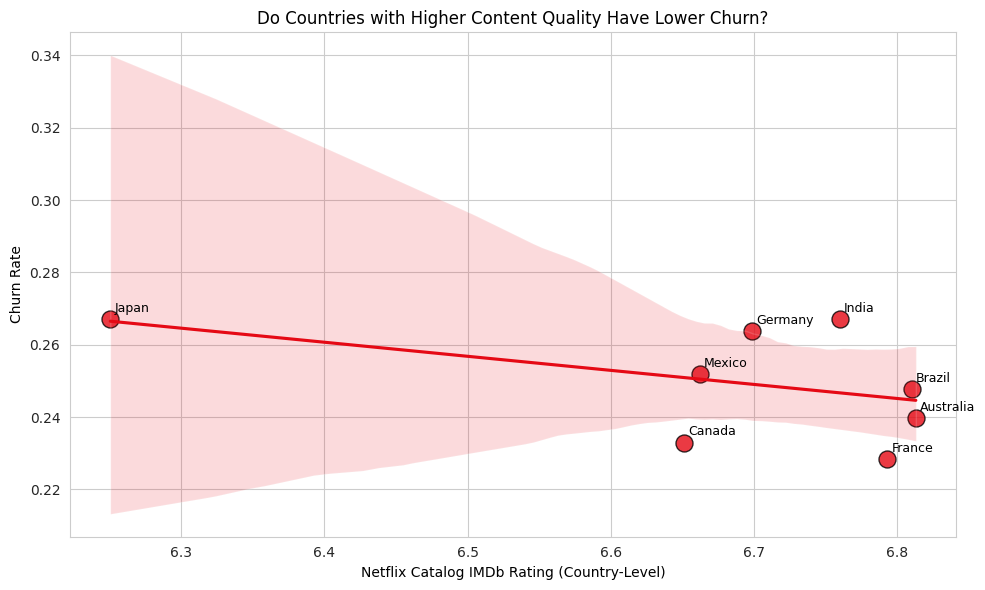 Do Countries with Higher Content Quality Have Lower Churn?
Churn Rate
0.34
0.32
0.30
0.28
0.26
0.24
0.22
Japan
India
Germany
Mexico
Brazil
Australia
Canada
France
6.3 6.4 6.5 6.6 6.7 6.8
Netflix Catalog IMDb Rating (Country-Level)